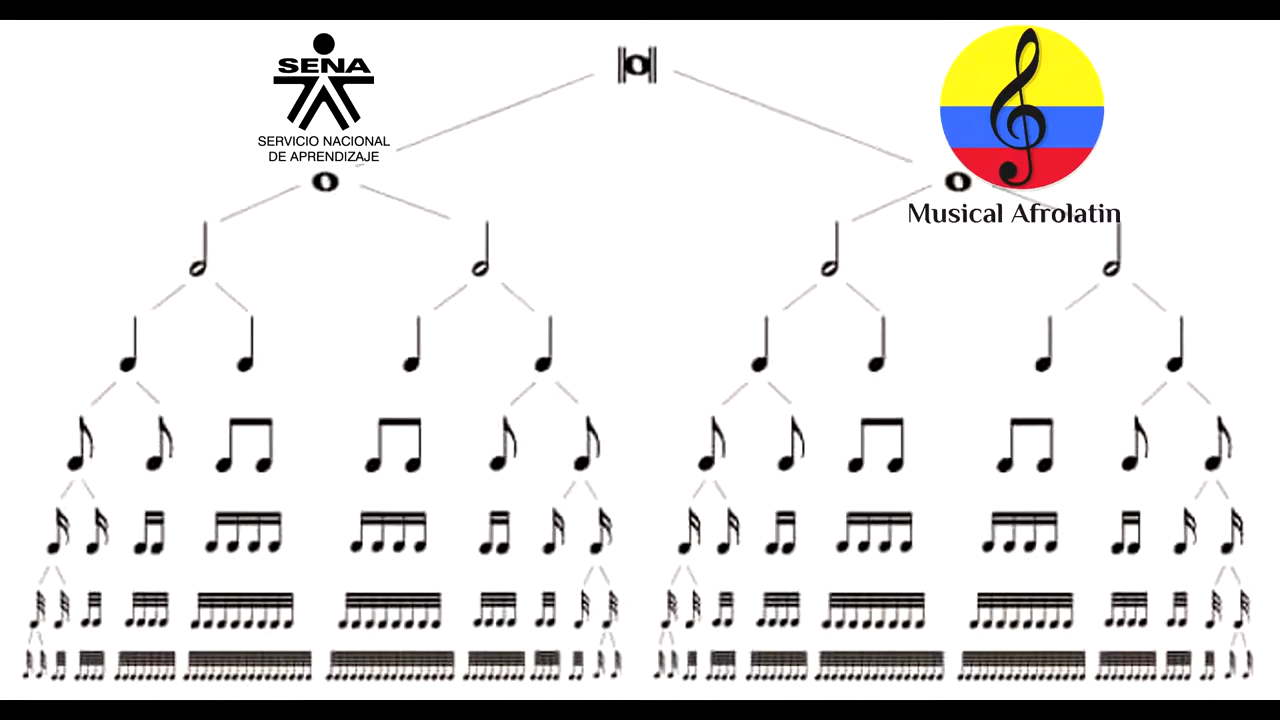 SENA
SERVICIO NACIONAL
DE APRENDIZAJE
Musical Afrolatin